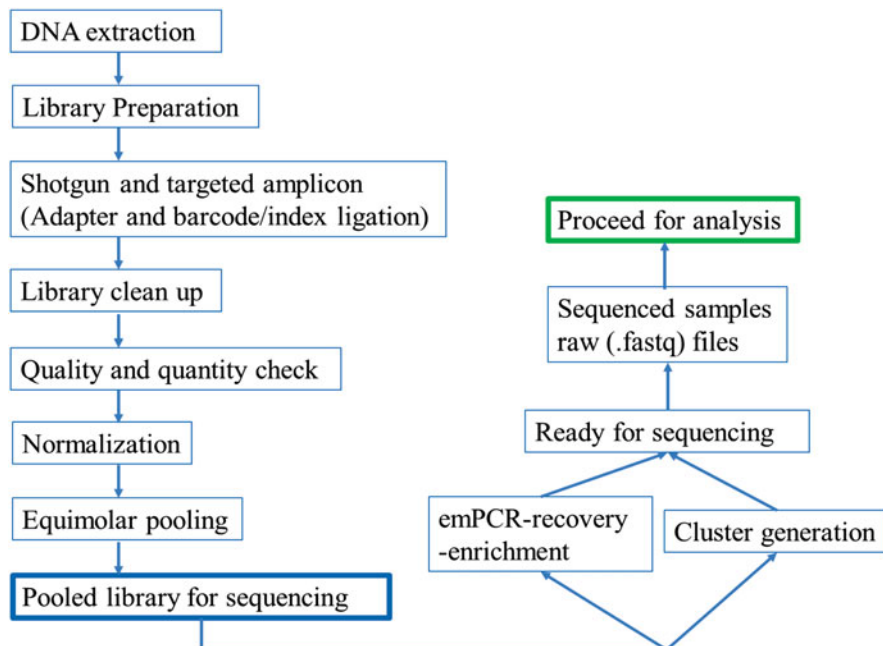 DNA extraction
Library Preparation
Shotgun and targeted amplicon
(Adapter and barcode/index ligation)
Library clean up
Quality and quantity check
Normalization
Equimolar pooling
Pooled library for sequencing
emPCR-recovery
-enrichment
Cluster generation
Ready for sequencing
Sequenced samples
raw (.fastq) files
Proceed for analysis